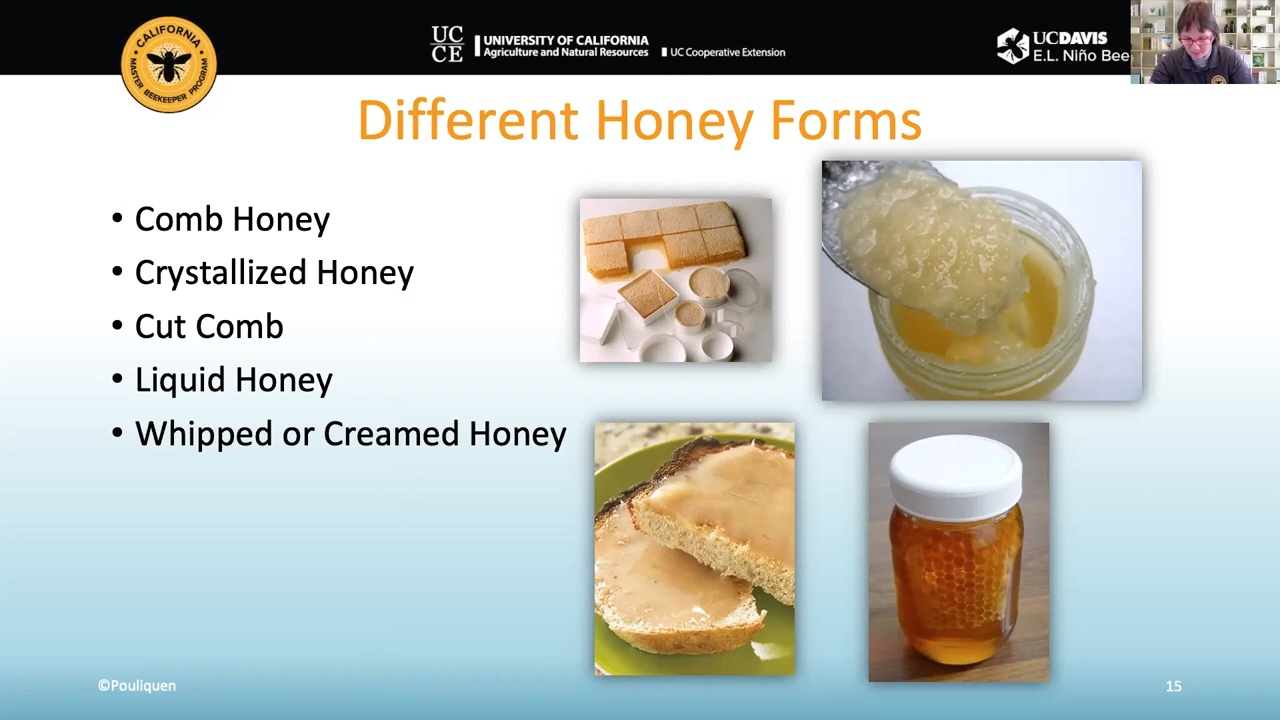 CALIFORNIA
MASTER BEEKEEPER PROGRAM
UC
CE
UNIVERSITY OF CALIFORNIA
Agriculture and Natural Resources
UC Cooperative Extension
UCDAVIS
E.L. Niño Bee
Different Honey Forms
• Comb Honey
• Crystallized Honey
• Cut Comb
• Liquid Honey
• Whipped or Creamed Honey
©Pouliquen
15